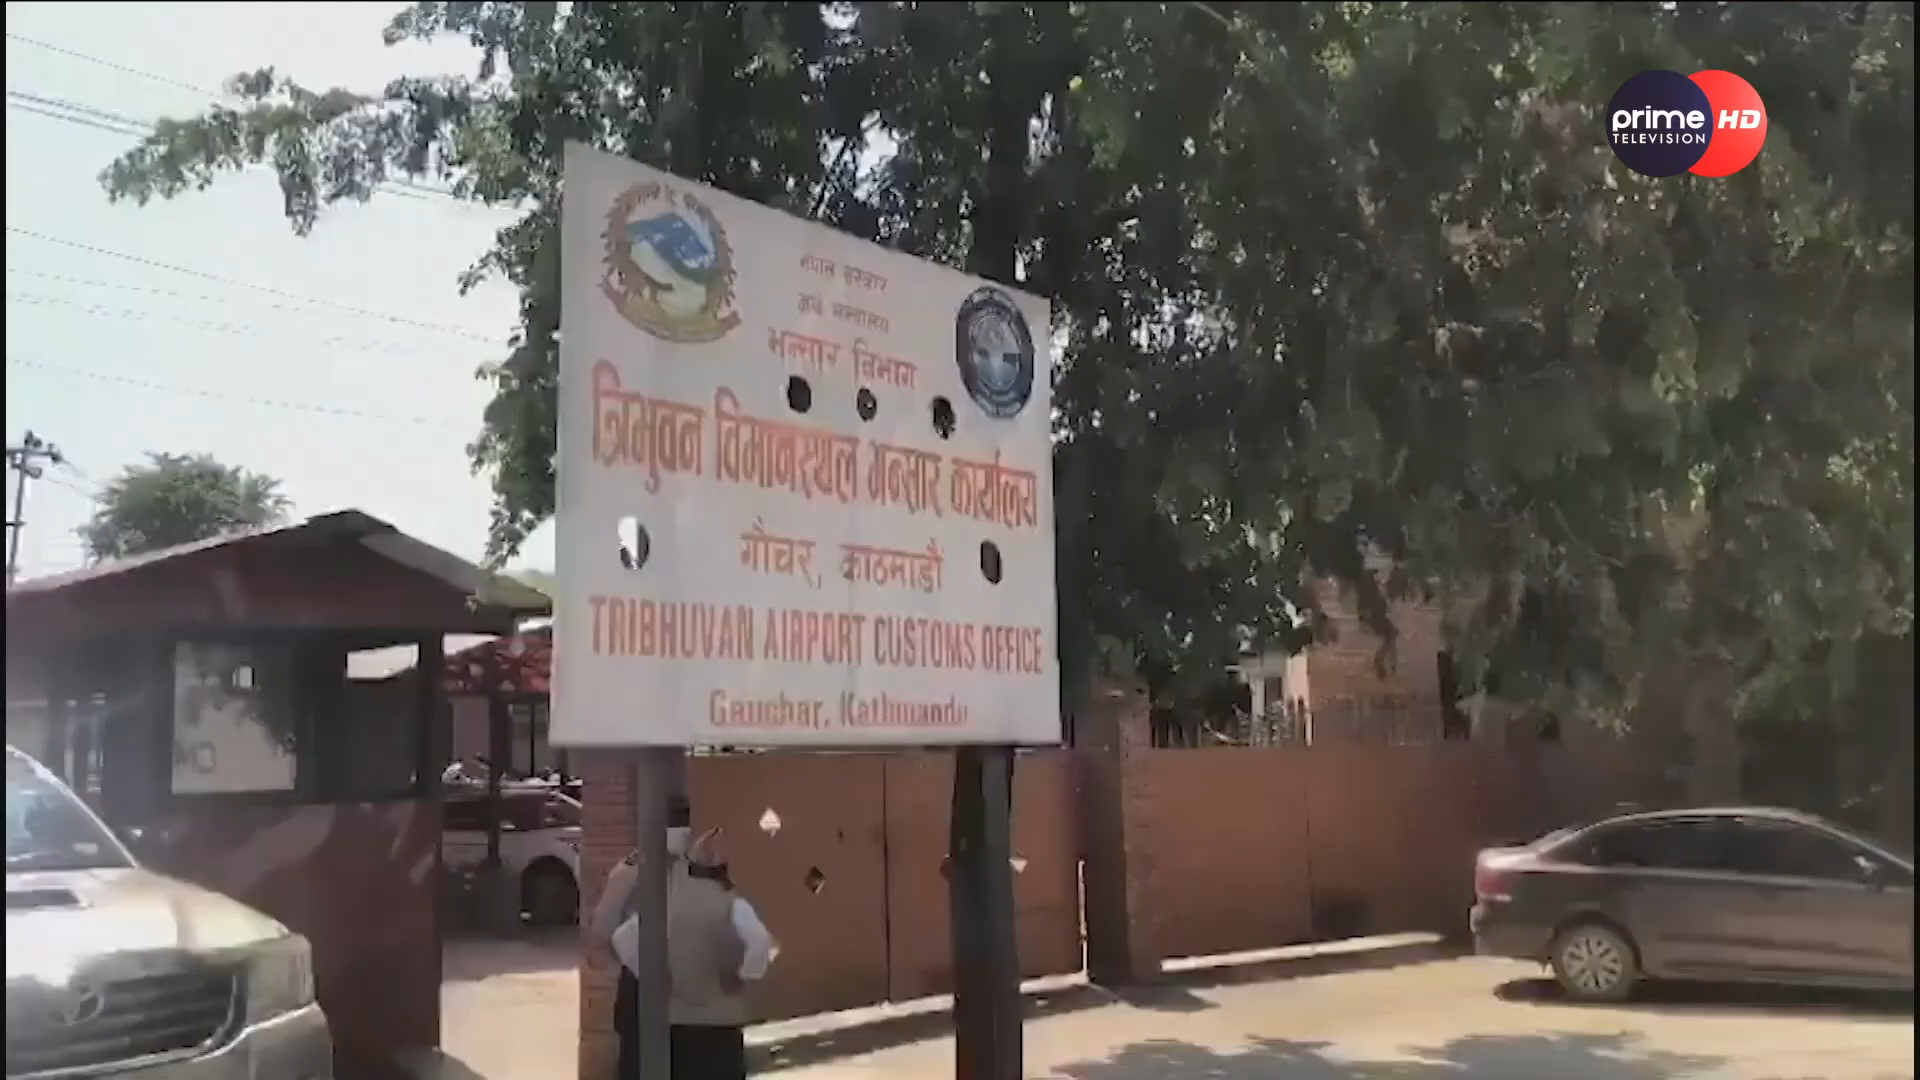 prime HD
TELEVISION
नेपाल सरकार
अर्थ मन्त्रालय
भन्सार विभाग
त्रिभुवन विमानस्थल भन्सार कार्यालय
गौचर, काठमाडौं
TRIBHUVAN AIRPORT CUSTOMS OFFICE
Gauchar, Kathmandu